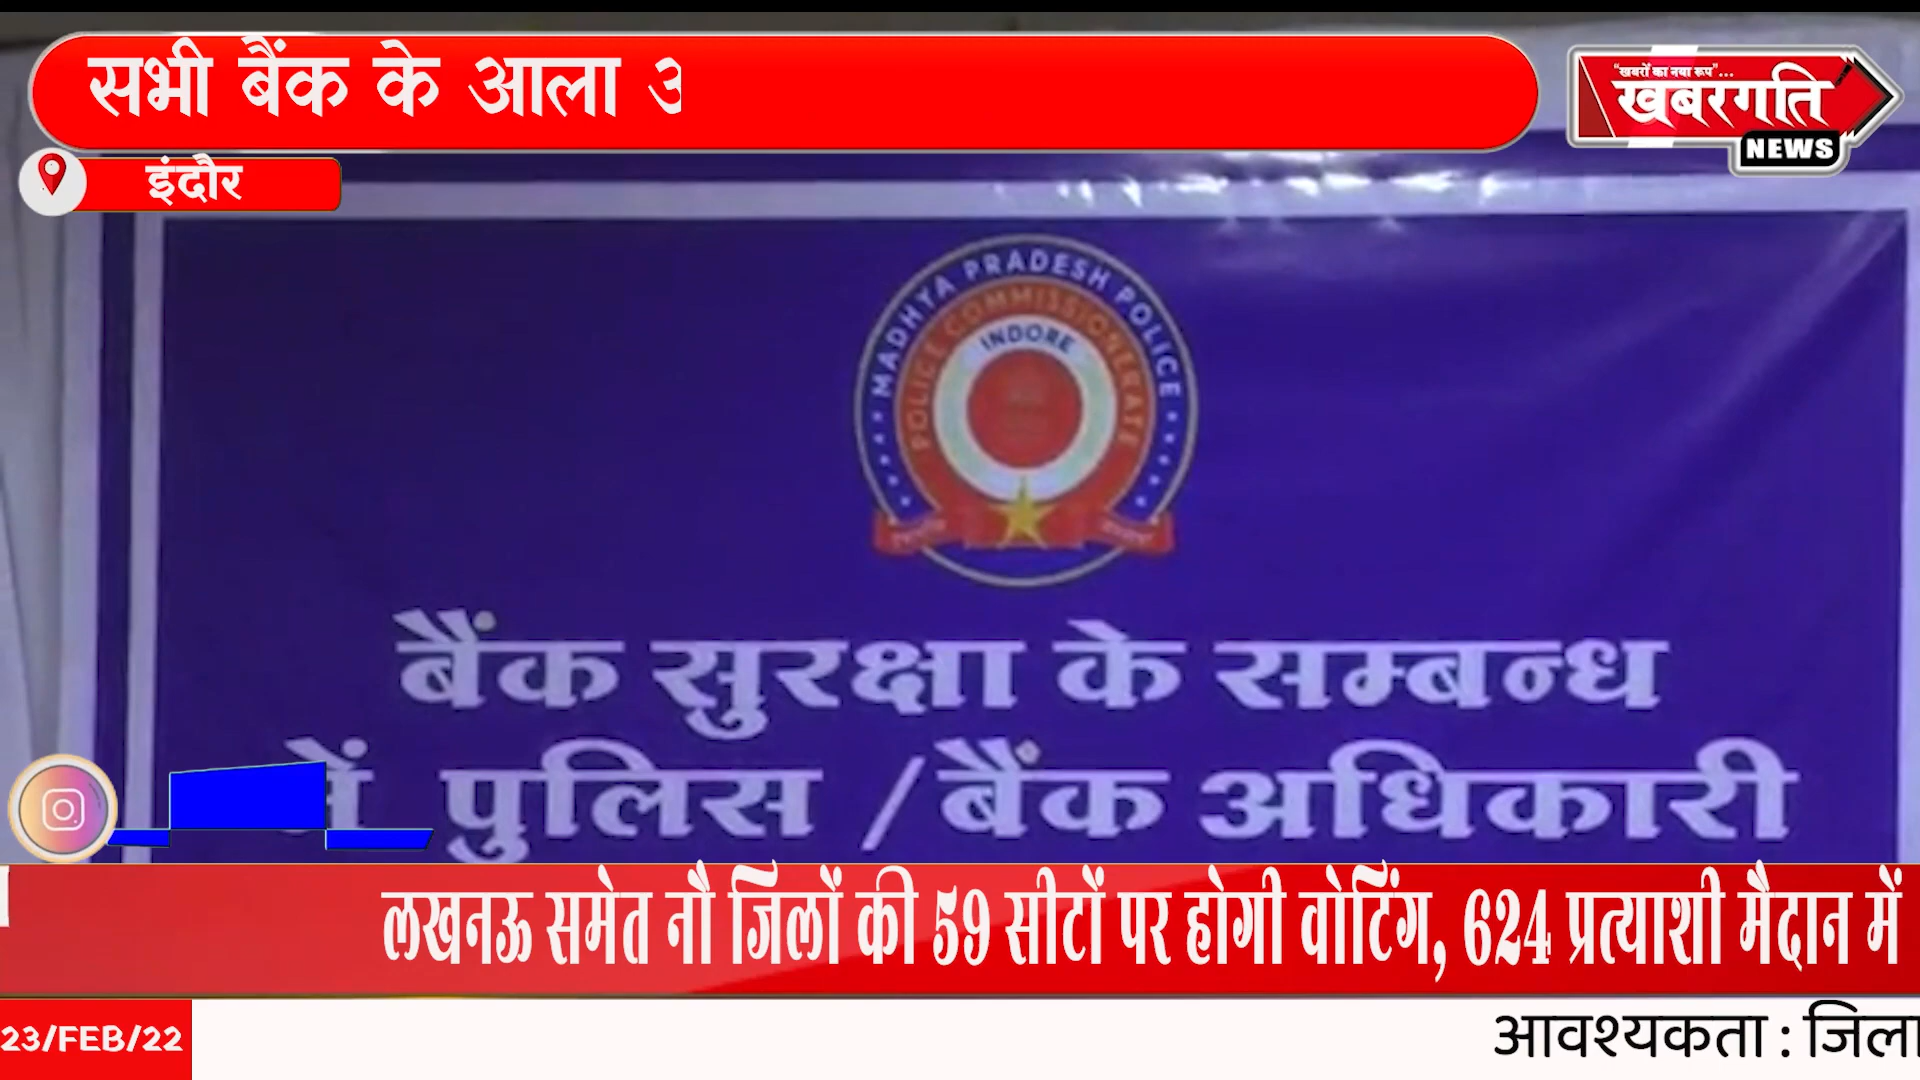 सभी बैंक के आला
"खबरों का नया रूप"...
खबरगति
NEWS
इंदौर
MADHYA PRADESH POLICE
POLICE COMMISSIONERATE
INDORE
बैंक सुरक्षा के सम्बन्ध
में पुलिस / बैंक अधिकारी
लखनऊ समेत नौ जिलों की 59 सीटों पर होगी वोटिंग, 624 प्रत्याशी मैदान में
23/FEB/22
आवश्यकता : जिला